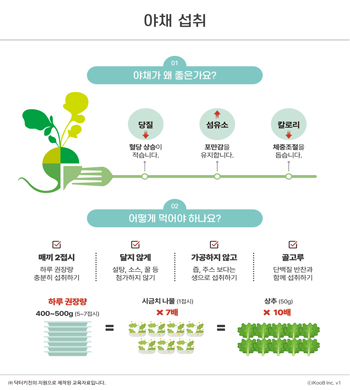 야채 섭취
01
야채가 왜 좋은가요?
당질
섬유소
칼로리
혈당 상승이
적습니다.
포만감을
유지합니다.
체중조절을
돕습니다.
02
어떻게 먹어야 하나요?
매끼 2접시
하루 권장량
충분히 섭취하기
달지 않게
설탕, 소스, 꿀 등
첨가하지 않기
가공하지 않고
즙, 주스 보다는
생으로 섭취하기
골고루
단백질 반찬과
함께 섭취하기
하루 권장량
400~500g (5~7접시)
=
시금치 나물 (1접시)
× 7배
=
상추 (50g)
× 10배
㈜ 닥터키친의 지원으로 제작된 교육자료입니다.